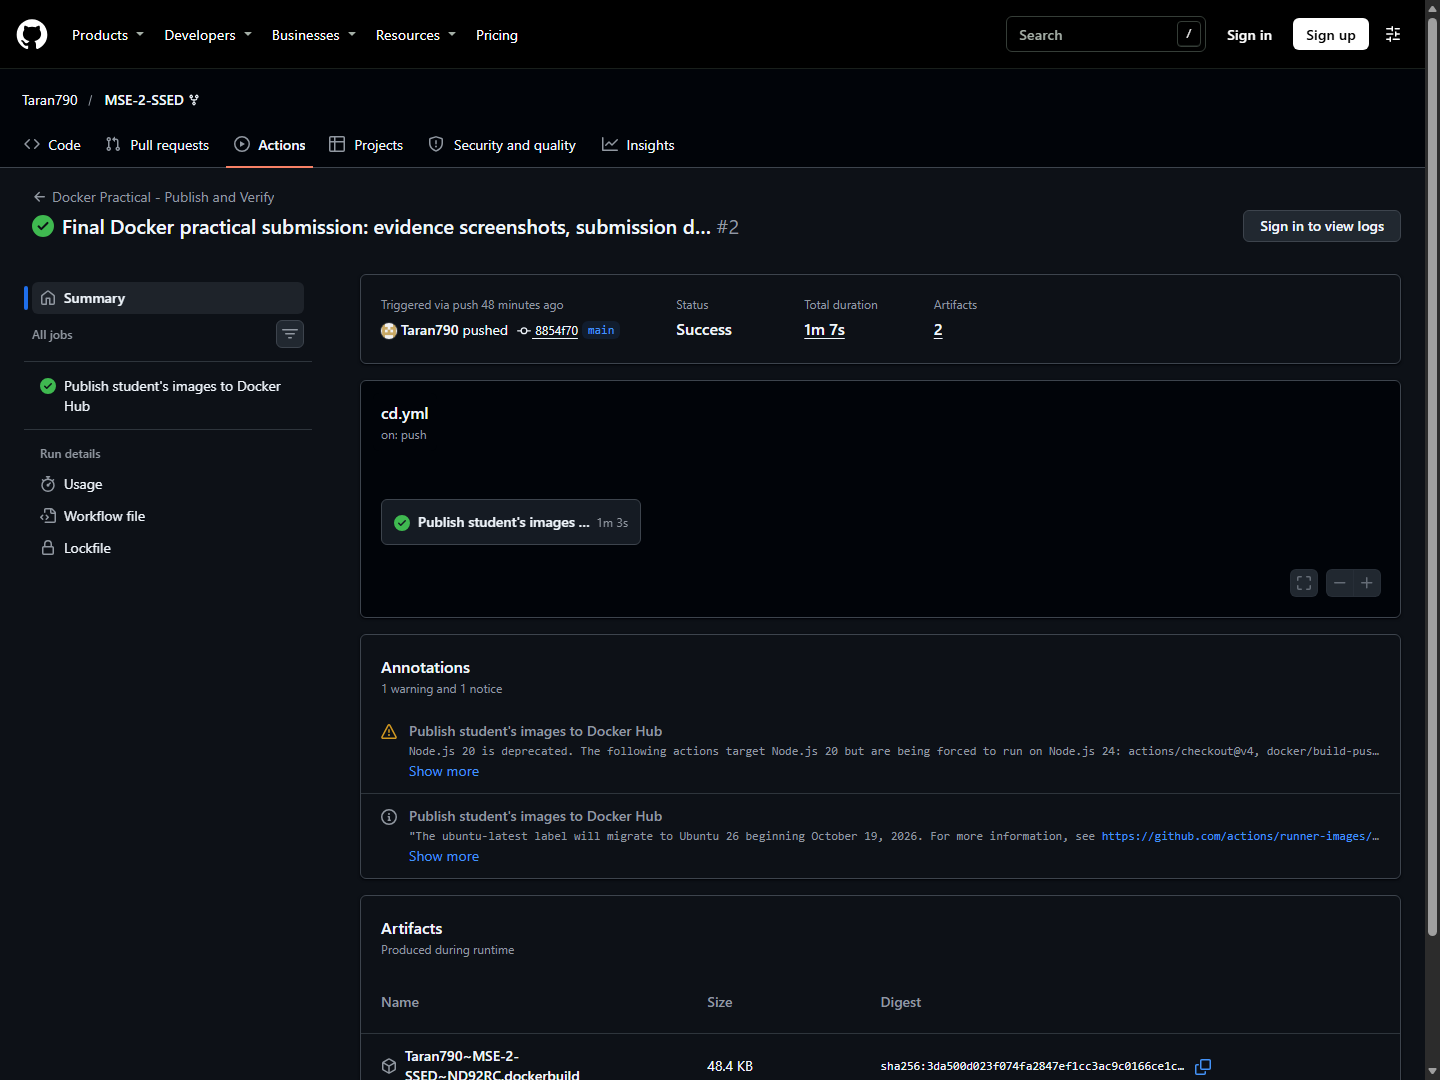 Products
Developers
Businesses
Resources
Pricing
Search
/
Sign in
Sign up
Taran790 / MSE-2-SSED
Code
Pull requests
Actions
Projects
Security and quality
Insights
Docker Practical - Publish and Verify
Final Docker practical submission: evidence screenshots, submission d... #2
Sign in to view logs
Summary
All jobs
Publish student's images to Docker
Hub
Run details
Usage
Workflow file
Lockfile
Triggered via push 48 minutes ago
Taran790 pushed 8854f70 main
Status
Success
Total duration
1m 7s
Artifacts
2
cd.yml
on: push
Publish student's images ... 1m 3s
Annotations
1 warning and 1 notice
Publish student's images to Docker Hub
Node.js 20 is deprecated. The following actions target Node.js 20 but are being forced to run on Node.js 24: actions/checkout@v4, docker/build-pus…
Show more
Publish student's images to Docker Hub
"The ubuntu-latest label will migrate to Ubuntu 26 beginning October 19, 2026. For more information, see https://github.com/actions/runner-images/…
Show more
Artifacts
Produced during runtime
Name
Size
Digest
Taran790~MSE-2-
SSED~ND92RC.dockerbuild
48.4 KB
sha256:3da500d023f074fa2847ef1cc3ac9c0166ce1c…